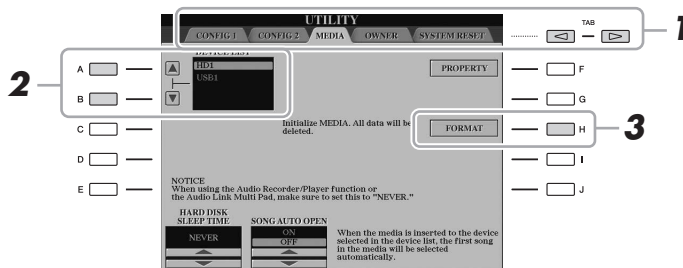 UTILITY
CONFIG 1 CONFIG 2 MEDIA OWNER SYSTEM RESET
TAB
1
DEVICE LIST
HD1
USB1
PROPERTY
A
B
C
D
E
F
G
H
I
J
2
Initialize MEDIA. All data will be
deleted.
FORMAT
3
NOTICE
When using the Audio Recorder/Player function or
the Audio Link Multi Pad, make sure to set this to "NEVER."
HARD DISK
SLEEP TIME
NEVER
SONG AUTO OPEN
ON
OFF
When the media is inserted to the device
selected in the device list, the first song
in the media will be selected
automatically.